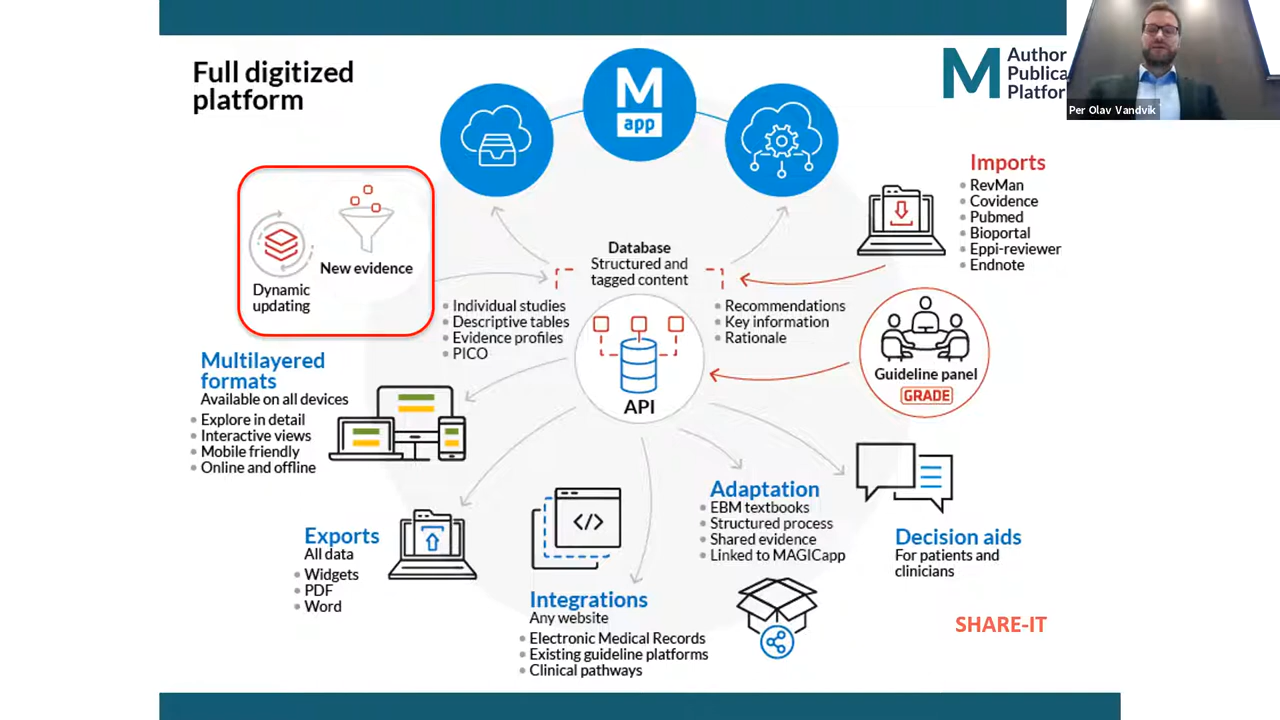 Full digitized
platform
M
app
M
Author
Publica
Platfor
Per Olav Vandvik
Imports
RevMan
Covidence
Pubmed
Bioportal
Eppi-reviewer
Endnote
New evidence
Dynamic
updating
Database
Structured and
tagged content
Individual studies
Descriptive tables
Evidence profiles
PICO
Recommendations
Key information
Rationale
API
Guideline panel
GRADE
Multilayered
formats
Available on all devices
Explore in detail
Interactive views
Mobile friendly
Online and offline
Exports
All data
Widgets
PDF
Word
</>
Integrations
Any website
Electronic Medical Records
Existing guideline platforms
Clinical pathways
Adaptation
EBM textbooks
Structured process
Shared evidence
Linked to MAGICapp
Decision aids
For patients and
clinicians
SHARE-IT